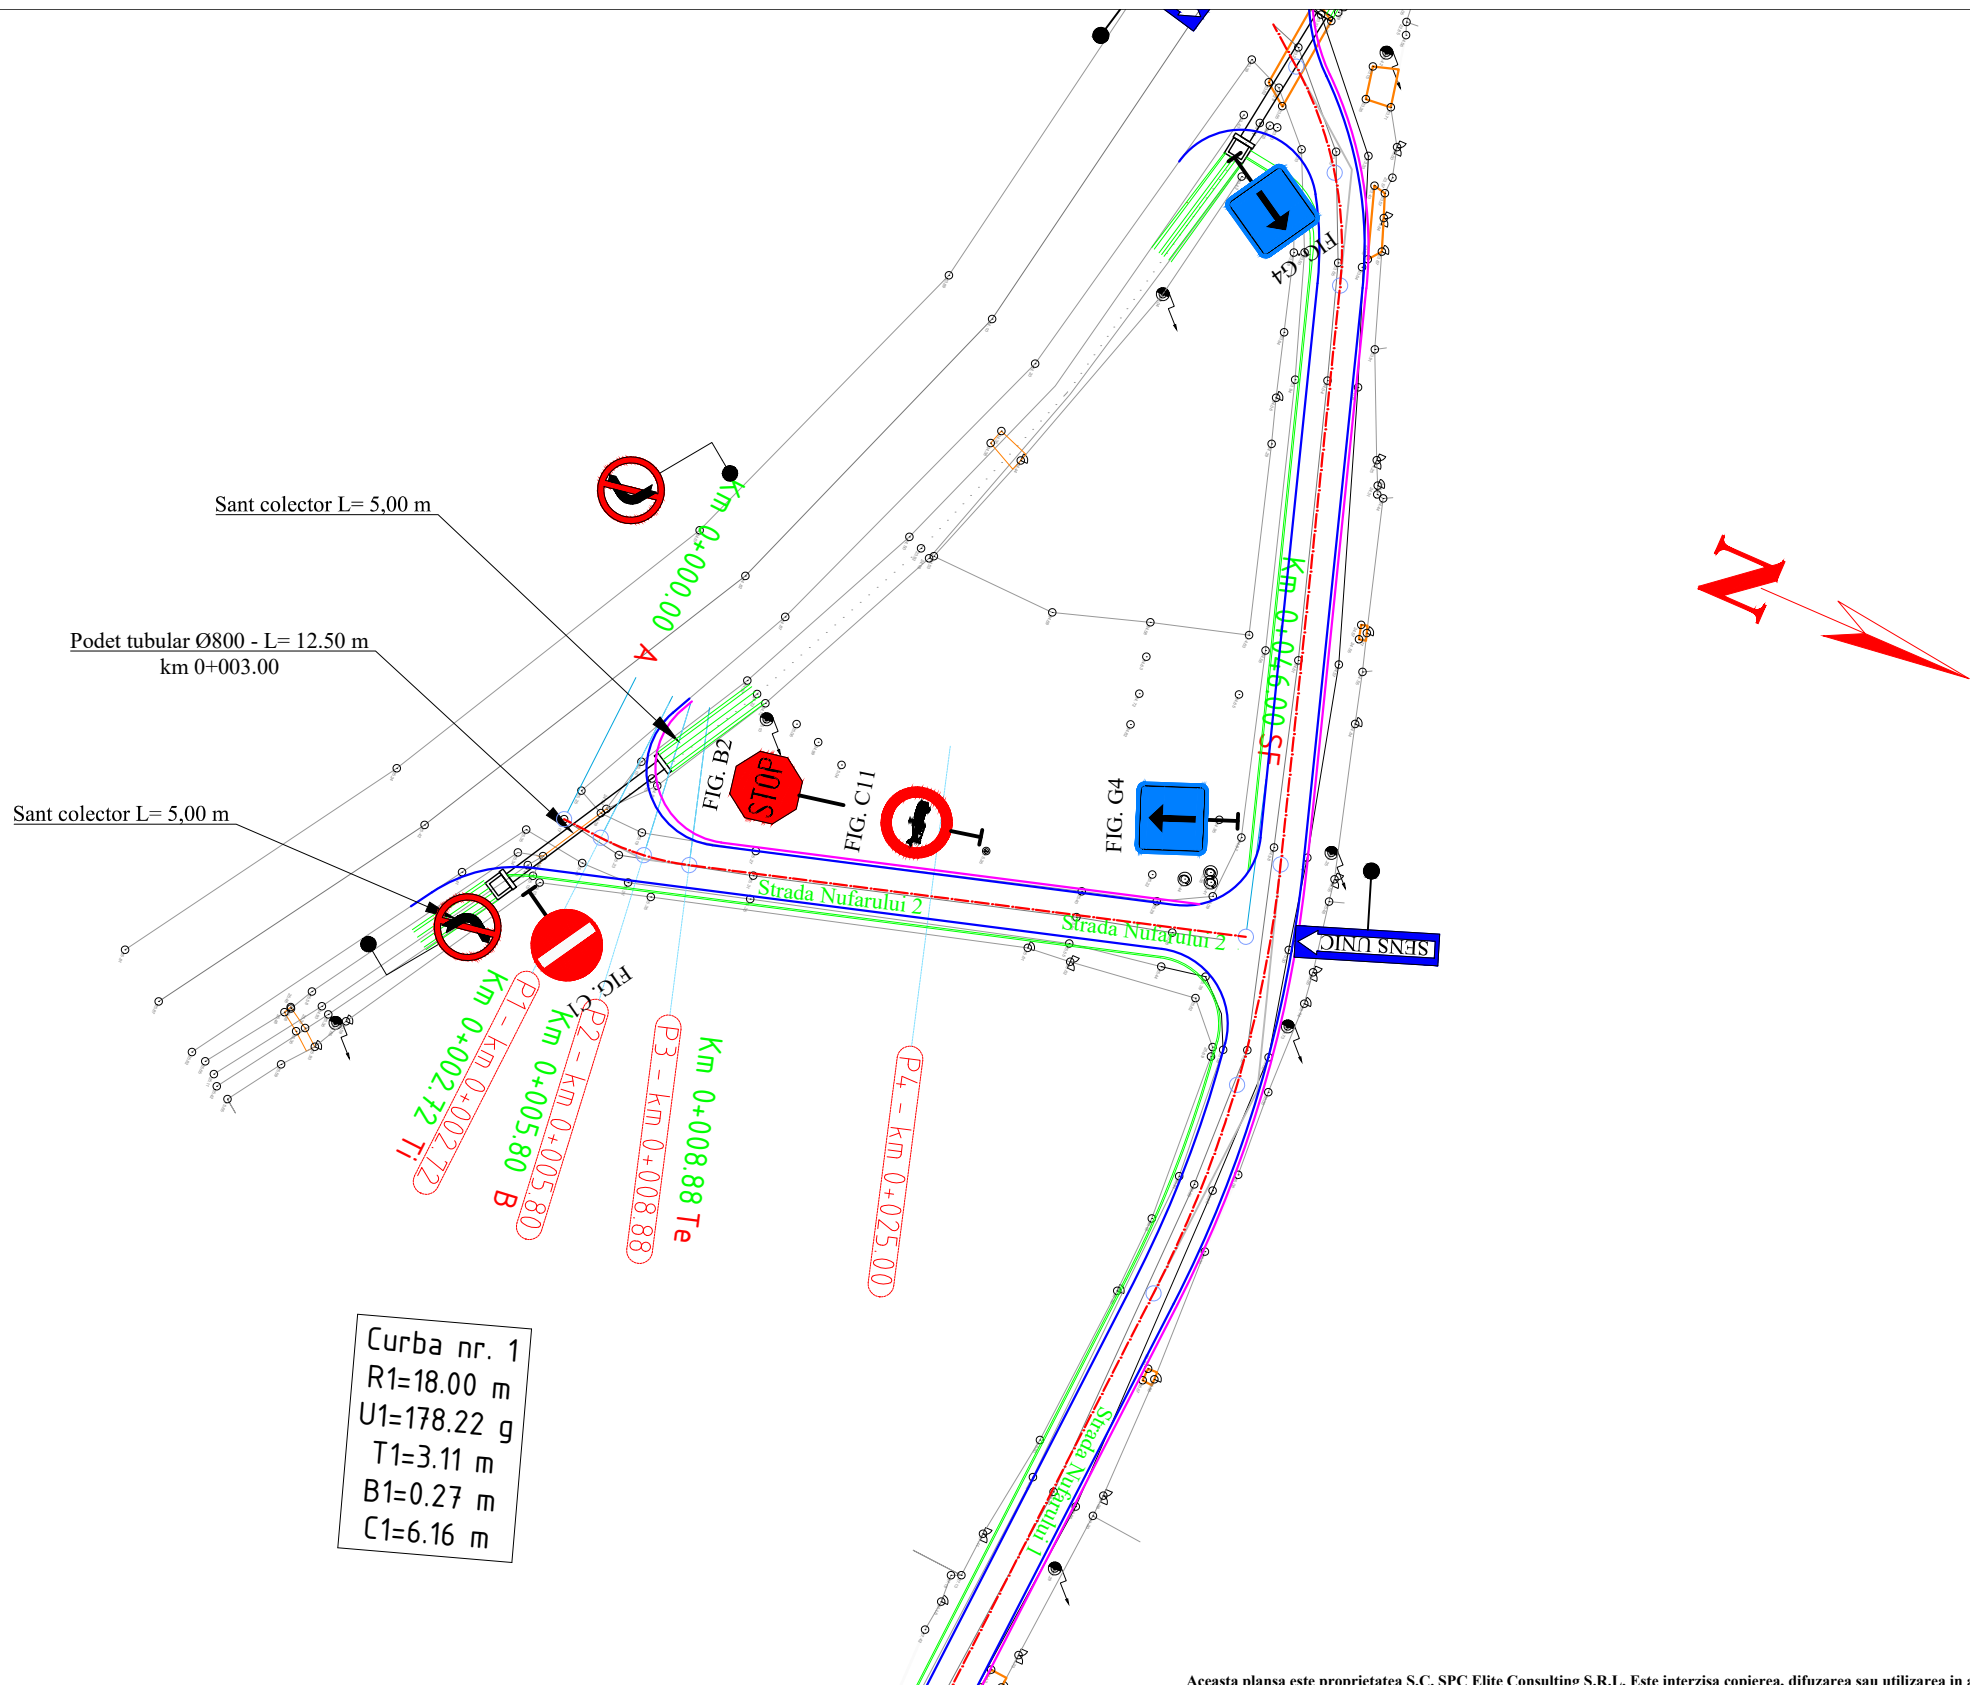 Sant colector L= 5,00 m
Podet tubular Ø800 - L= 12.50 m
km 0+003.00
Sant colector L= 5,00 m
Km 0+000.00
A
FIG. B2
STOP
FIG. C11
FIG. G4
FIG. G4
Km 0+046.00 SF
Strada Nufarului 2
Strada Nufarului 2
SENS UNIC
N
FIG. C1
Km 0+002.72 Ti
P1 - km 0+002.72
Km 0+005.80 B
P2 - km 0+005.80
P3 - km 0+008.88
Km 0+008.88 Te
P4 - km 0+025.00
Curba nr. 1
R1=18.00 m
U1=178.22 g
T1=3.11 m
B1=0.27 m
C1=6.16 m
Strada Nufarului 1
Aceasta plansa este proprietatea S.C. SPC Elite Consulting S.R.L. Este interzisa copierea, difuzarea sau utilizarea in a